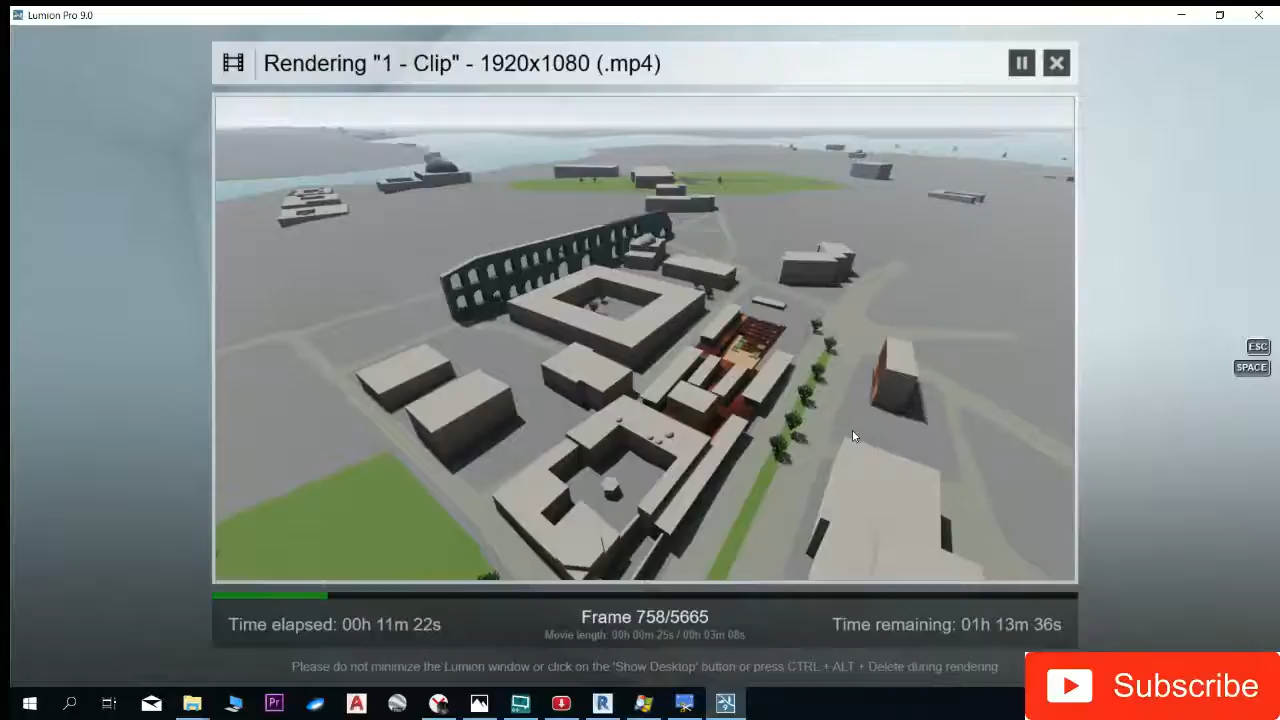 Lumion Pro 9.0
Rendering "1 - Clip" - 1920x1080 (.mp4)
ESC
SPACE
Time elapsed: 00h 11m 22s
Frame 758/5665
Movie length: 00h 00m 25s / 00h 03m 08s
Time remaining: 01h 13m 36s
Please do not minimize the Lumion window or click on the 'Show Desktop' button or press CTRL + ALT + Delete during rendering
Subscribe
Pr
A
R